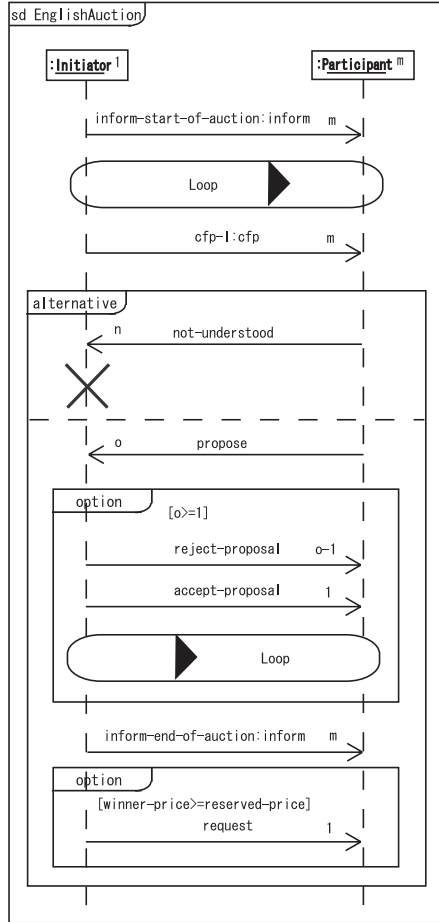 sd EnglishAuction
:Initiator 1
:Participant m
inform-start-of-auction:inform m
Loop
cfp-1:cfp m
alternative
n not-understood
o propose
option
[o>=1]
reject-proposal o-1
accept-proposal 1
Loop
inform-end-of-auction:inform m
option
[winner-price>=reserved-price]
request 1